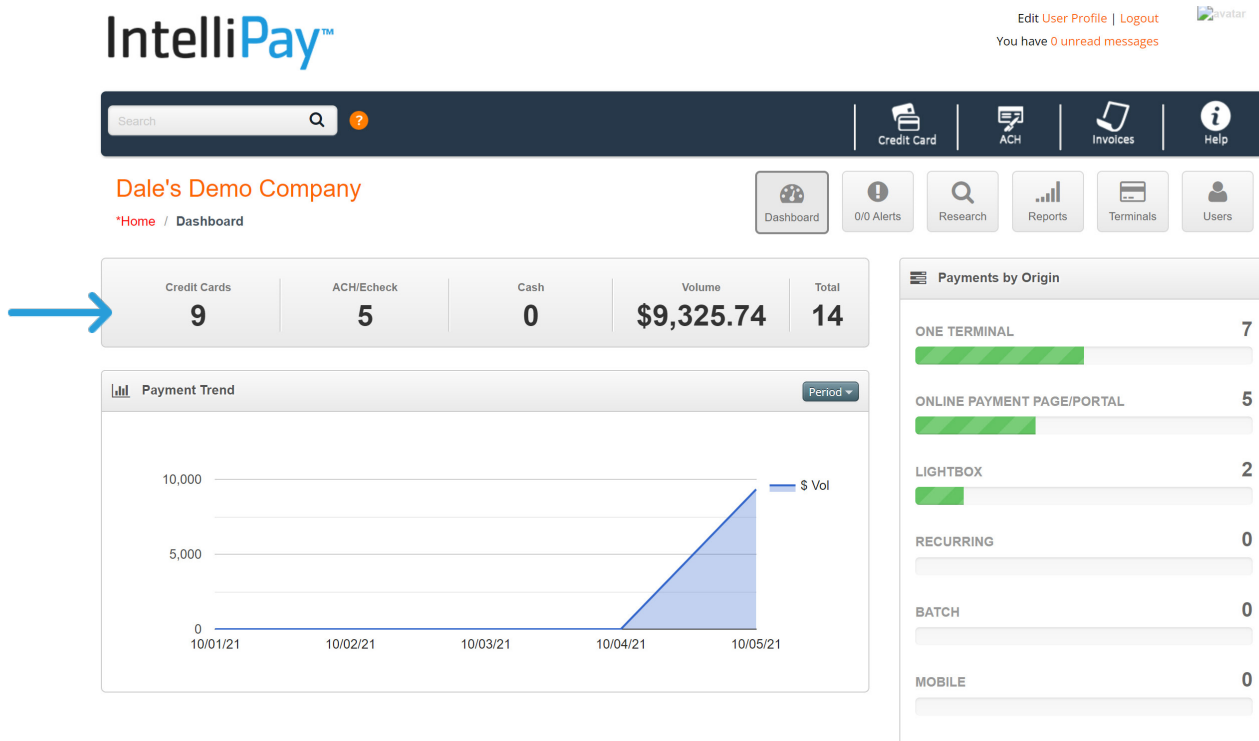 IntelliPay™
Edit User Profile | Logout
You have 0 unread messages
avatar
Search
?
Credit Card
ACH
Invoices
Help
Dale's Demo Company
*Home / Dashboard
Dashboard
0/0 Alerts
Research
Reports
Terminals
Users
Credit Cards
9
ACH/Echeck
5
Cash
0
Volume
$9,325.74
Total
14
Payment Trend
Period
10,000
5,000
0
$ Vol
10/01/21
10/02/21
10/03/21
10/04/21
10/05/21
Payments by Origin
ONE TERMINAL 7
ONLINE PAYMENT PAGE/PORTAL 5
LIGHTBOX 2
RECURRING 0
BATCH 0
MOBILE 0